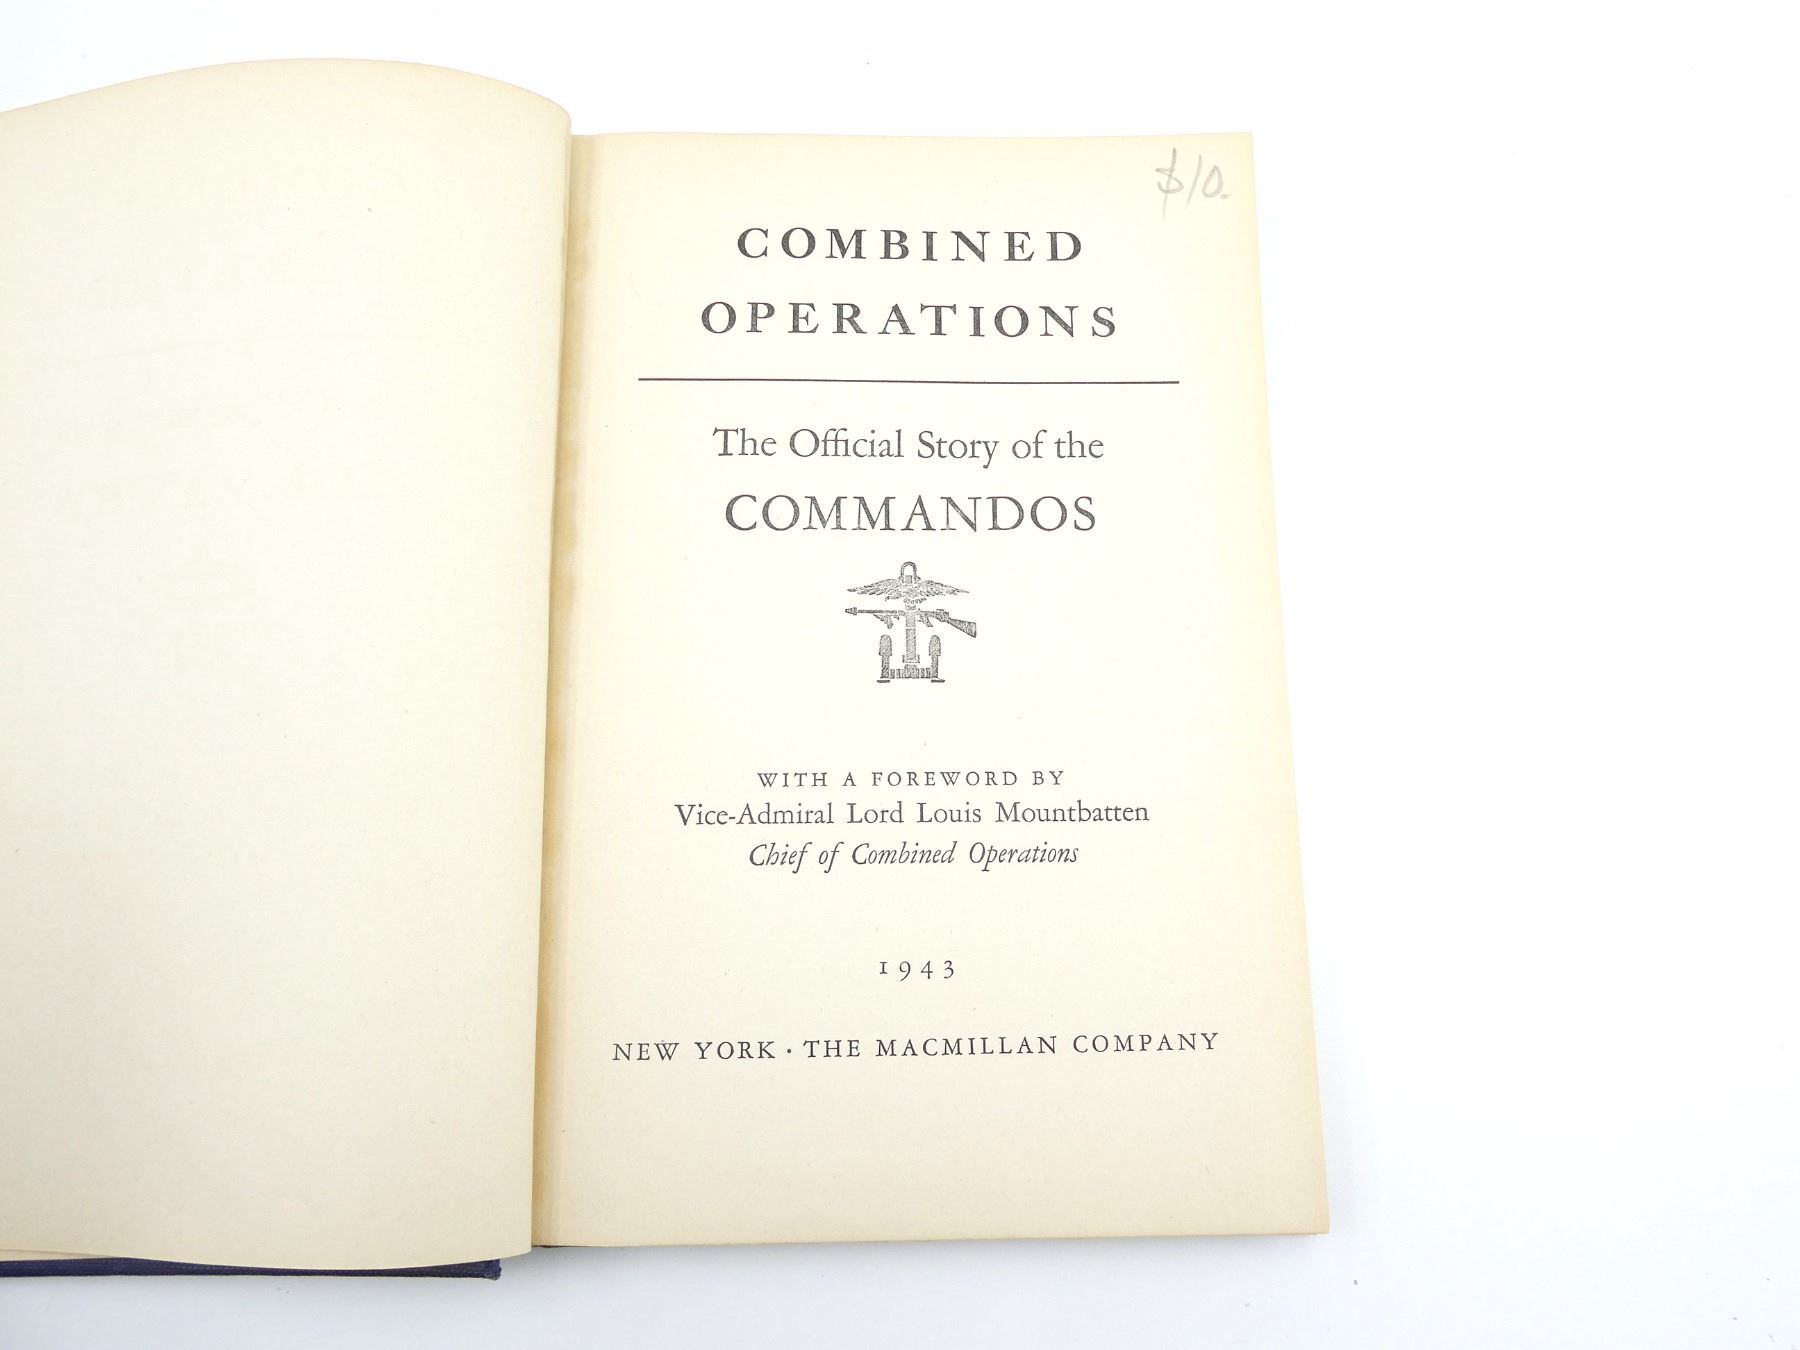 $10.
COMBINED
OPERATIONS
The Official Story of the
COMMANDOS
WITH A FOREWORD BY
Vice-Admiral Lord Louis Mountbatten
Chief of Combined Operations
1943
NEW YORK · THE MACMILLAN COMPANY